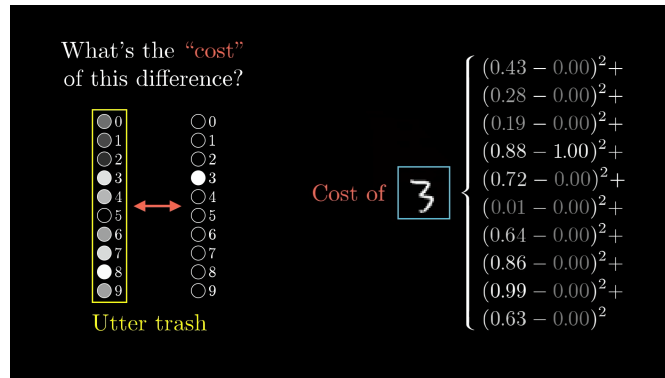 What's the “cost”
of this difference?
0
1
2
3
4
5
6
7
8
9
0
1
2
3
4
5
6
7
8
9
Utter trash
Cost of 3
(0.43 − 0.00)²+
(0.28 − 0.00)²+
(0.19 − 0.00)²+
(0.88 − 1.00)²+
(0.72 − 0.00)²+
(0.01 − 0.00)²+
(0.64 − 0.00)²+
(0.86 − 0.00)²+
(0.99 − 0.00)²+
(0.63 − 0.00)²